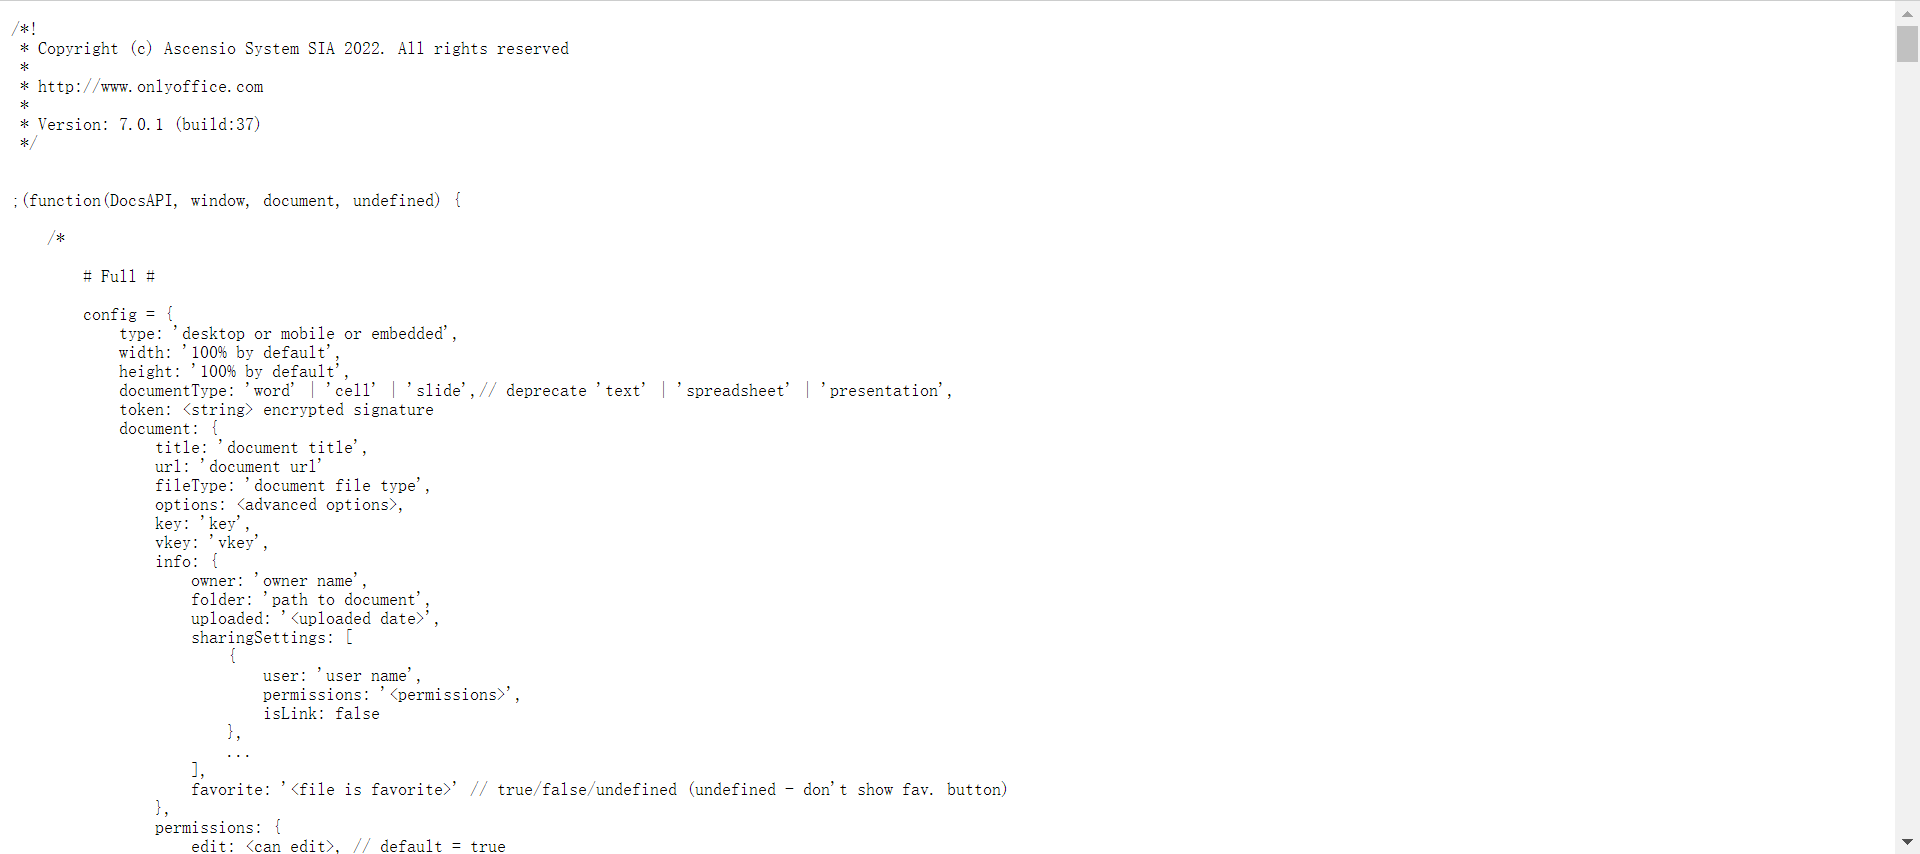 /*!
 * Copyright (c) Ascensio System SIA 2022. All rights reserved
 *
 * http://www.onlyoffice.com
 *
 * Version: 7.0.1 (build:37)
 */
;(function(DocsAPI, window, document, undefined) {
    /*
        # Full #
        config = {
            type: 'desktop or mobile or embedded',
            width: '100% by default',
            height: '100% by default',
            documentType: 'word' | 'cell' | 'slide',// deprecate 'text' | 'spreadsheet' | 'presentation',
            token: <string> encrypted signature
            document: {
                title: 'document title',
                url: 'document url'
                fileType: 'document file type',
                options: <advanced options>,
                key: 'key',
                vkey: 'vkey',
                info: {
                    owner: 'owner name',
                    folder: 'path to document',
                    uploaded: '<uploaded date>',
                    sharingSettings: [
                        {
                            user: 'user name',
                            permissions: '<permissions>',
                            isLink: false
                        },
                        ...
                    ],
                    favorite: '<file is favorite>' // true/false/undefined (undefined - don't show fav. button)
                },
                permissions: {
                    edit: <can edit>, // default = true